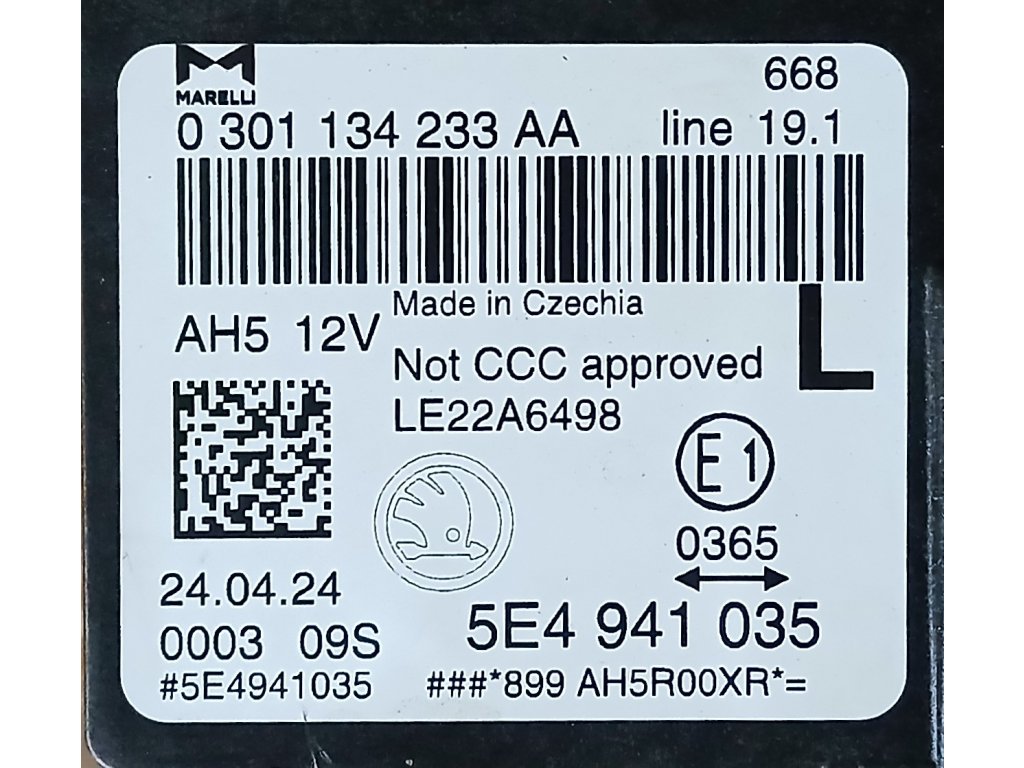 MARELLI
668
0 301 134 233 AA line 19.1
Made in Czechia
AH5 12V
L
Not CCC approved
LE22A6498
E1
0365
24.04.24
5E4 941 035
0003 09S
#5E4941035 ###*899 AH5R00XR*=